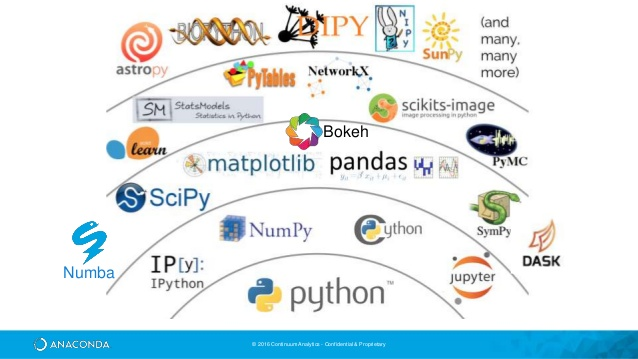 astropy
BIOPYTHON
DIPY
NIPY
SunPy
(and
many,
many
more)
PyTables
NetworkX
SM StatsModels
Statistics in Python
scikits-image
image processing in python
Bokeh
learn
matplotlib
pandas
PyMC
SciPy
NumPy
Cython
SymPy
DASK
Numba
IP[y]:
IPython
python™
jupyter
ANACONDA
© 2016 Continuum Analytics - Confidential & Proprietary